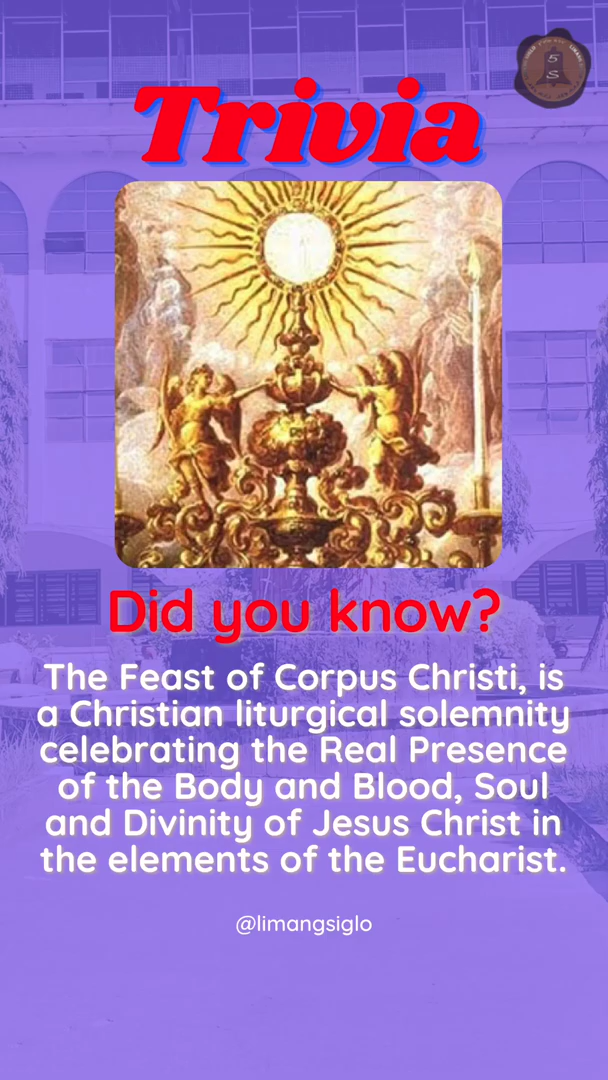 5
S
Trivia
Did you know?
The Feast of Corpus Christi, is
a Christian liturgical solemnity
celebrating the Real Presence
of the Body and Blood, Soul
and Divinity of Jesus Christ in
the elements of the Eucharist.
@limangsiglo